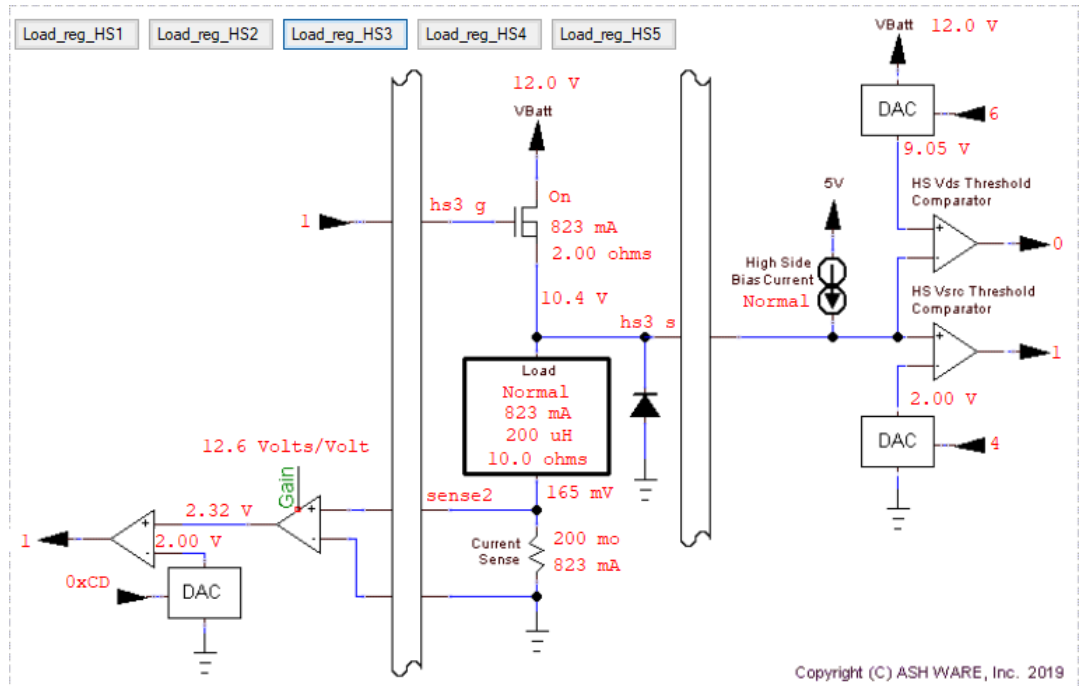 Load_reg_HS1
Load_reg_HS2
Load_reg_HS3
Load_reg_HS4
Load_reg_HS5
VBatt 12.0 V
DAC
6
9.05 V
12.0 V
VBatt
1
hs3 g
On
823 mA
2.00 ohms
10.4 V
hs3 s
5V
High Side
Bias Current
Normal
HS Vds Threshold
Comparator
+
-
0
HS Vsrc Threshold
Comparator
+
-
1
2.00 V
DAC
4
Load
Normal
823 mA
200 uH
10.0 ohms
165 mV
sense2
Current
Sense
200 mo
823 mA
12.6 Volts/Volt
Gain
+
-
2.32 V
+
-
1
2.00 V
0xCD
DAC
Copyright (C) ASH WARE, Inc. 2019